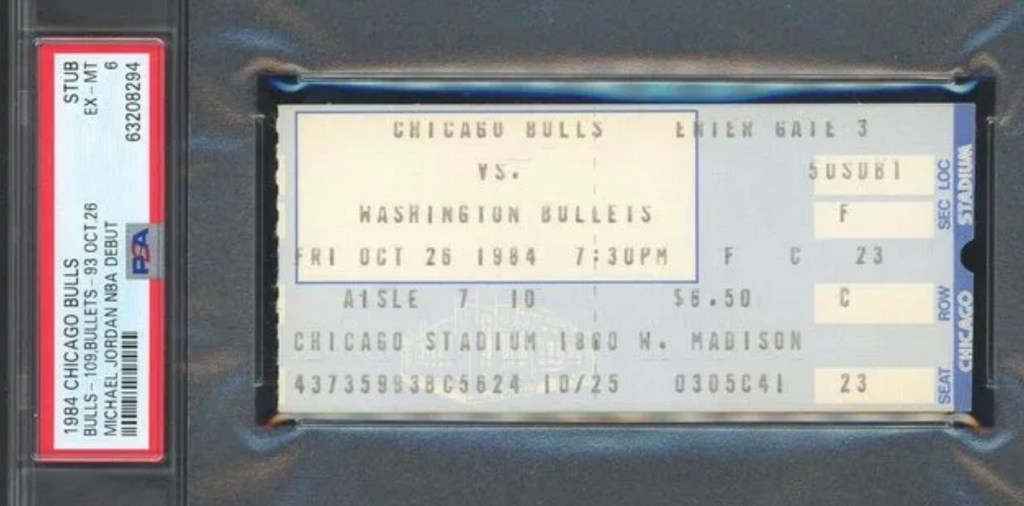 1984 CHICAGO BULLS STUB
BULLS - 109,BULLETS - 93 OCT.26 EX - MT
MICHAEL JORDAN NBA DEBUT 6
63208294
PSA
CHICAGO BULLS ENTER GATE 3
VS. 50SDB1
WASHINGTON BULLETS F
FRI OCT 26 1984 7:30PM F C 23
AISLE 7 10 $6.50 C
CHICAGO STADIUM 1800 W. MADISON
437359938C5624 10/25 0305C41 23
SEC LOC
ROW
SEAT
CHICAGO STADIUM